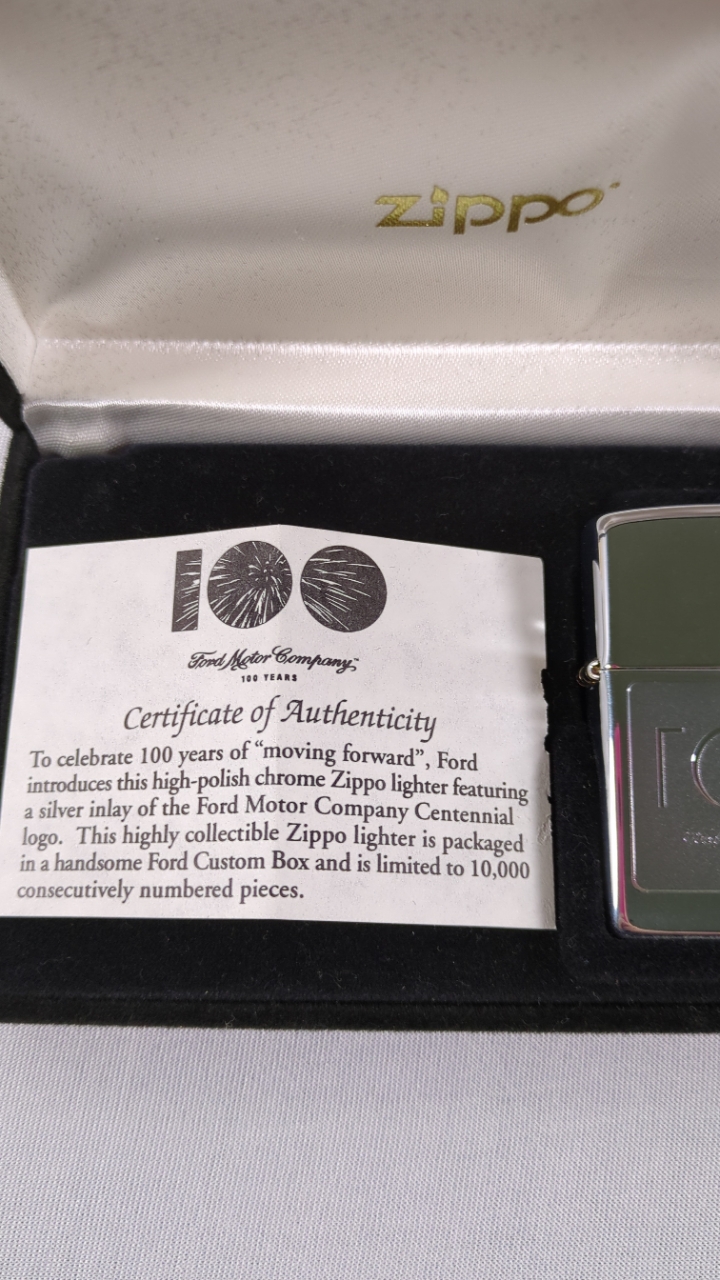 zippo
100
Ford Motor Company
100 YEARS
Certificate of Authenticity
To celebrate 100 years of “moving forward”, Ford
introduces this high-polish chrome Zippo lighter featuring
a silver inlay of the Ford Motor Company Centennial
logo. This highly collectible Zippo lighter is packaged
in a handsome Ford Custom Box and is limited to 10,000
consecutively numbered pieces.